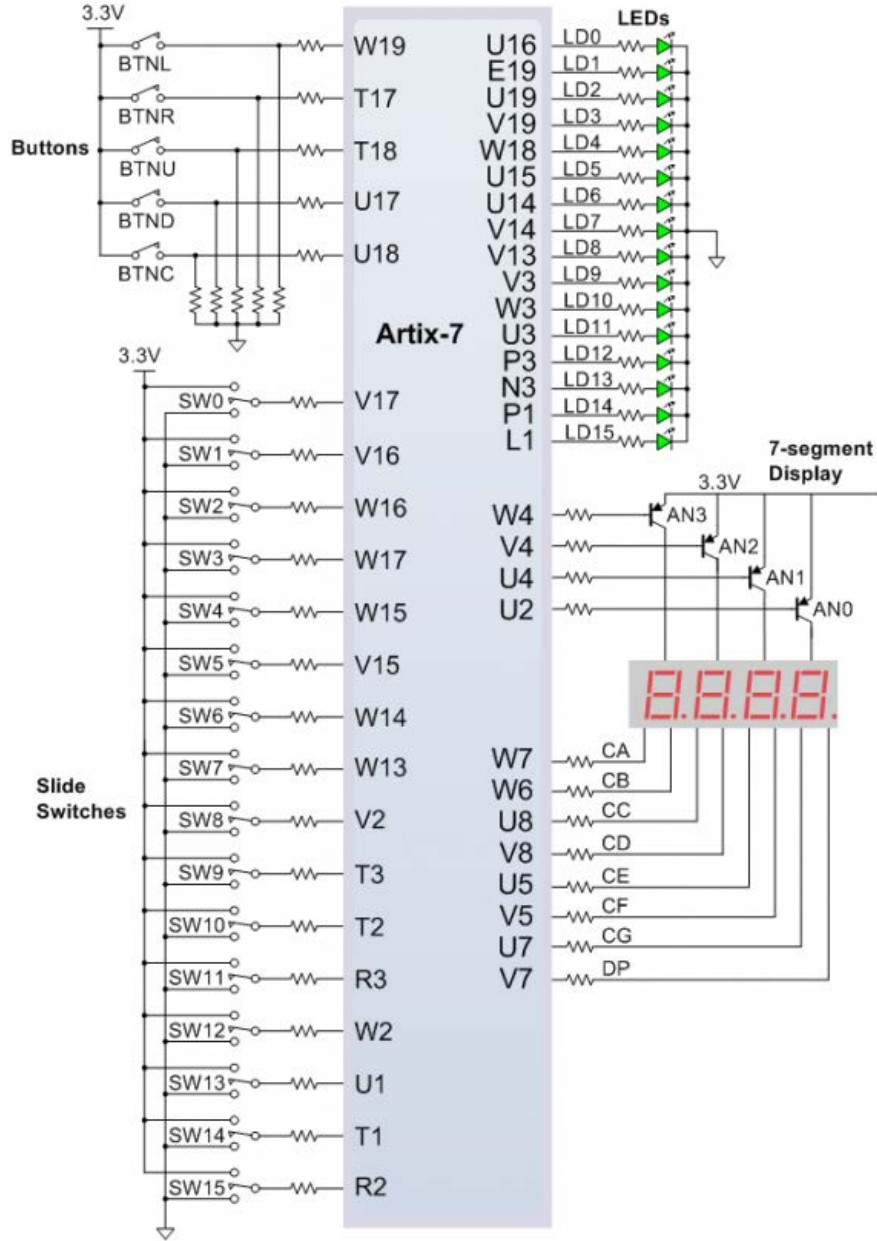 3.3V
BTNL
W19
BTNR
T17
Buttons
BTNU
T18
BTND
U17
BTNC
U18
Artix-7
3.3V
SW0
V17
SW1
V16
SW2
W16
SW3
W17
SW4
W15
SW5
V15
SW6
W14
SW7
W13
Slide
Switches
SW8
V2
SW9
T3
SW10
T2
SW11
R3
SW12
W2
SW13
U1
SW14
T1
SW15
R2
LEDs
U16 LD0
E19 LD1
U19 LD2
V19 LD3
W18 LD4
U15 LD5
U14 LD6
V14 LD7
V13 LD8
V3 LD9
W3 LD10
U3 LD11
P3 LD12
N3 LD13
P1 LD14
L1 LD15
7-segment
Display
3.3V
W4 AN3
V4 AN2
U4 AN1
U2 AN0
8.8.8.8.
W7 CA
W6 CB
U8 CC
V8 CD
U5 CE
V5 CF
U7 CG
V7 DP